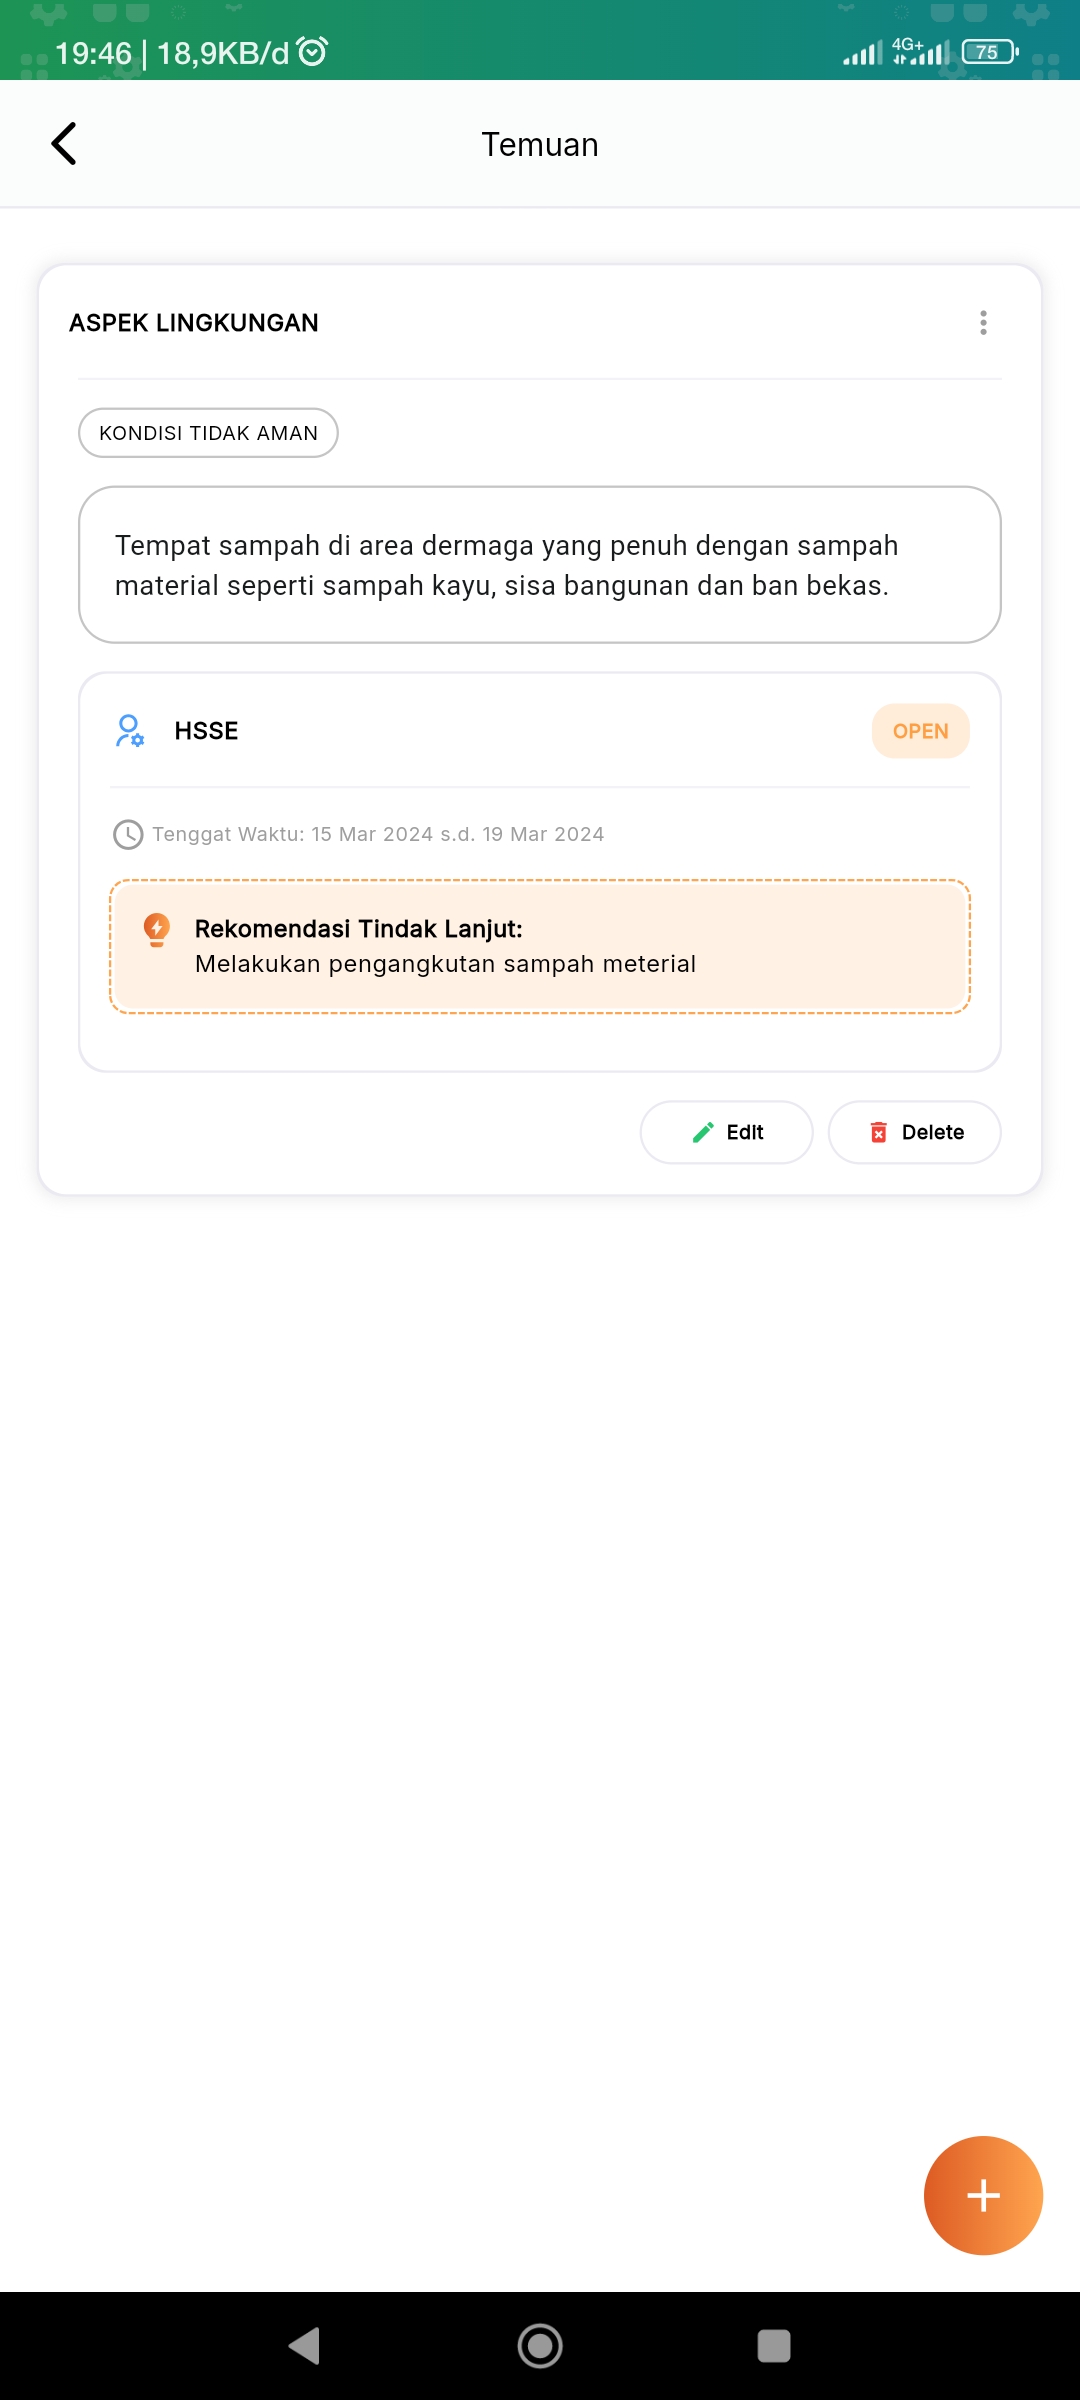 19:46 | 18,9KB/d
4G+
75
Temuan
ASPEK LINGKUNGAN
KONDISI TIDAK AMAN
Tempat sampah di area dermaga yang penuh dengan sampah
material seperti sampah kayu, sisa bangunan dan ban bekas.
HSSE
OPEN
Tenggat Waktu: 15 Mar 2024 s.d. 19 Mar 2024
Rekomendasi Tindak Lanjut:
Melakukan pengangkutan sampah meterial
Edit
Delete